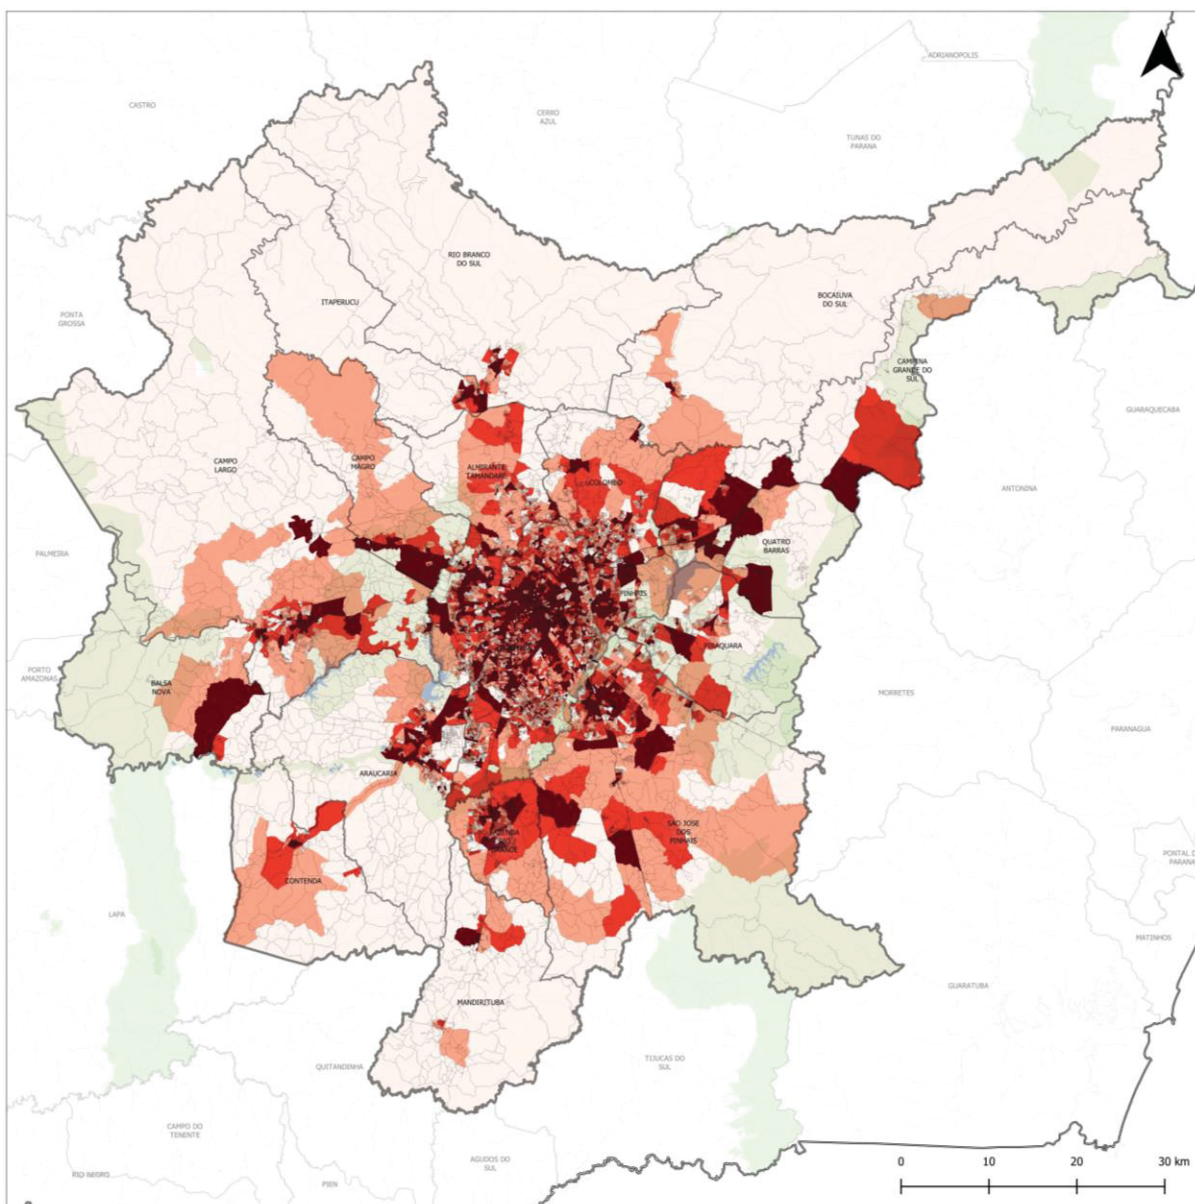 ADRIANOPOLIS
CASTRO
CERRO
AZUL
TUNAS DO
PARANA
RIO BRANCO
DO SUL
ITAPERUCU
BOCAIUVA
DO SUL
PONTA
GROSSA
CAMPINA
GRANDE DO
SUL
GUARAQUECABA
CAMPO
LARGO
CAMPO
MAGRO
ALMIRANTE
TAMANDARE
COLOMBO
ANTONINA
PALMEIRA
QUATRO
BARRAS
PINHAIS
PIRAQUARA
PORTO
AMAZONAS
BALSA
NOVA
MORRETES
PARANAGUA
ARAUCARIA
FAZENDA
RIO
GRANDE
SAO JOSE
DOS
PINHAIS
CONTENDA
PONTAL D
PARANA
LAPA
MATINHOS
GUARATUBA
MANDIRITUBA
QUITANDINHA
TIJUCAS DO
SUL
CAMPO DO
TENENTE
AGUDOS DO
SUL
RIO NEGRO
PIEN
0 10 20 30 km